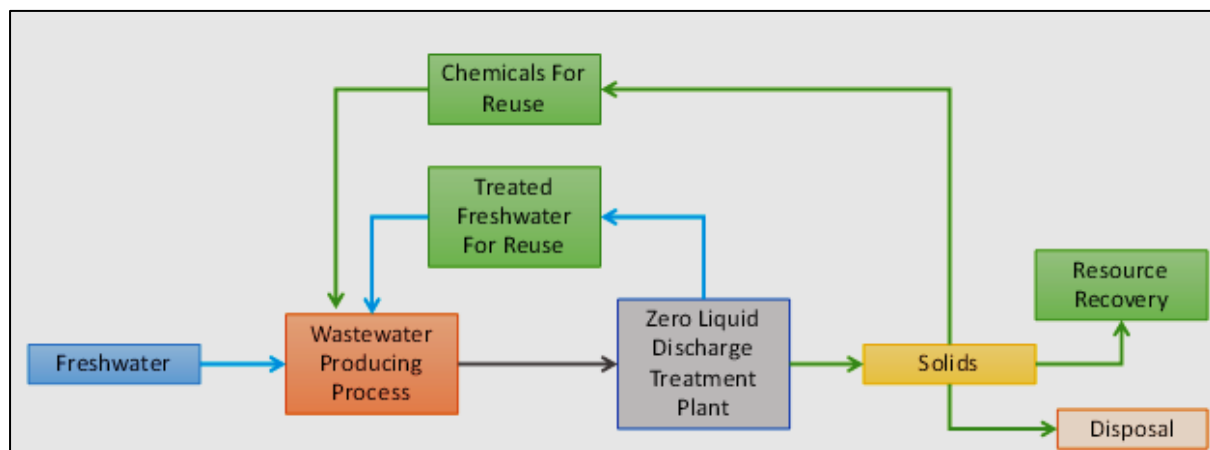 Chemicals For
Reuse
Treated
Freshwater
For Reuse
Resource
Recovery
Freshwater
Wastewater
Producing
Process
Zero Liquid
Discharge
Treatment
Plant
Solids
Disposal